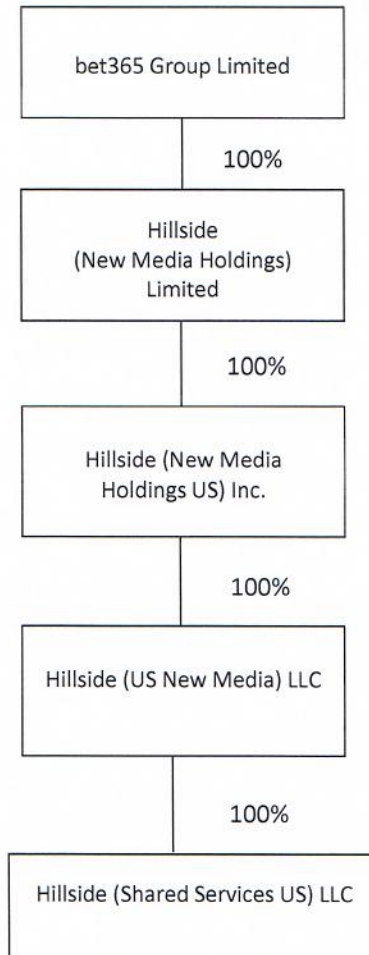 bet365 Group Limited
100%
Hillside
(New Media Holdings)
Limited
100%
Hillside (New Media
Holdings US) Inc.
100%
Hillside (US New Media) LLC
100%
Hillside (Shared Services US) LLC